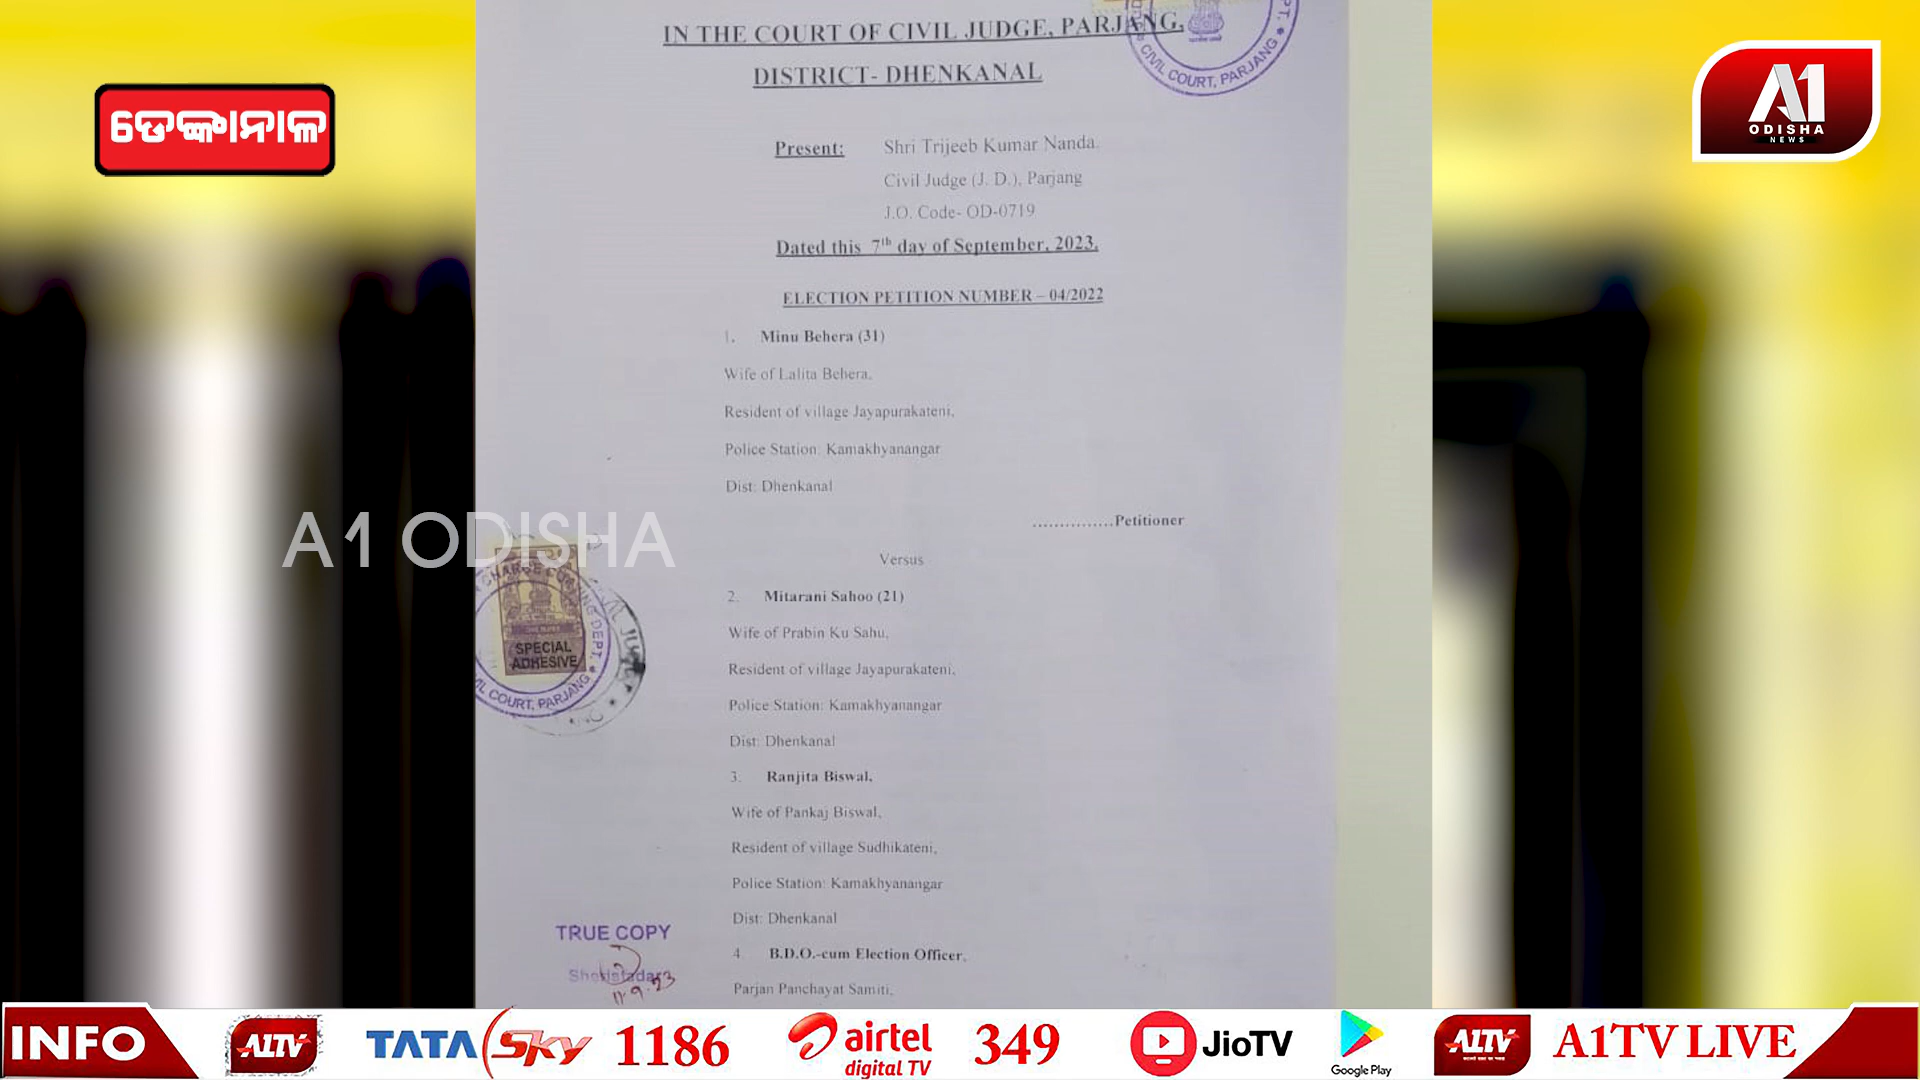 IN THE COURT OF CIVIL JUDGE, PARJANG,
DISTRICT- DHENKANAL
CIVIL COURT, PARJANG
ଢେଙ୍କାନାଳ
A1
ODISHA
NEWS
Present: Shri Trijeeb Kumar Nanda.
Civil Judge (J. D.), Parjang
J.O. Code- OD-0719
Dated this 7th day of September, 2023.
ELECTION PETITION NUMBER – 04/2022
1. Minu Behera (31)
Wife of Lalita Behera,
Resident of village Jayapurakateni,
Police Station: Kamakhyanangar
Dist: Dhenkanal
...............Petitioner
A1 ODISHA
Versus
2. Mitarani Sahoo (21)
Wife of Prabin Ku Sahu,
Resident of village Jayapurakateni,
Police Station: Kamakhyanangar
Dist: Dhenkanal
SPECIAL
ADHESIVE
COURT, PARJANG
3. Ranjita Biswal,
Wife of Pankaj Biswal,
Resident of village Sudhikateni,
Police Station: Kamakhyanangar
Dist: Dhenkanal
TRUE COPY
4. B.D.O.-cum Election Officer,
Parjan Panchayat Samiti,
11.9.23
INFO A1TV TATA Sky 1186 airtel digital TV 349 JioTV Google Play A1TV A1TV LIVE